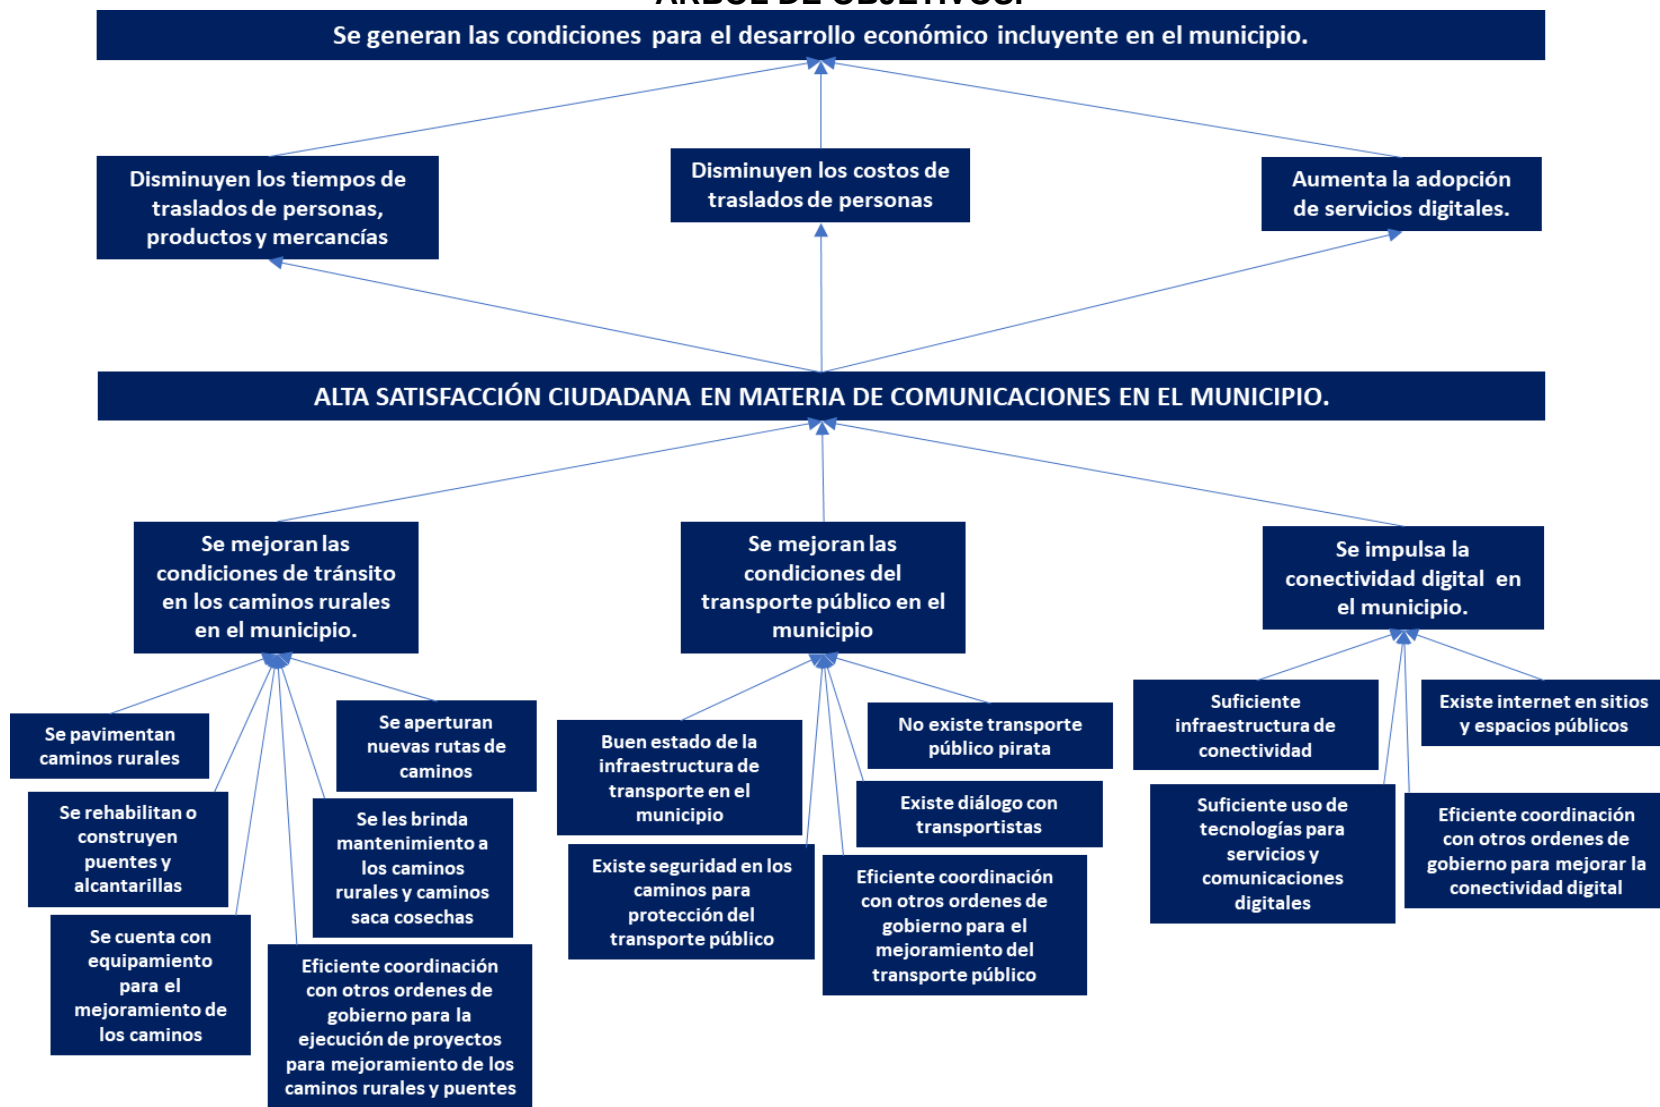 ÁRBOL DE OBJETIVOS.
Se generan las condiciones para el desarrollo económico incluyente en el municipio.
Disminuyen los tiempos de
traslados de personas,
productos y mercancías
Disminuyen los costos de
traslados de personas
Aumenta la adopción
de servicios digitales.
ALTA SATISFACCIÓN CIUDADANA EN MATERIA DE COMUNICACIONES EN EL MUNICIPIO.
Se mejoran las
condiciones de tránsito
en los caminos rurales
en el municipio.
Se mejoran las
condiciones del
transporte público en el
municipio
Se impulsa la
conectividad digital en
el municipio.
Se pavimentan
caminos rurales
Se aperturan
nuevas rutas de
caminos
Se rehabilitan o
construyen
puentes y
alcantarillas
Se les brinda
mantenimiento a
los caminos
rurales y caminos
saca cosechas
Se cuenta con
equipamiento
para el
mejoramiento de
los caminos
Eficiente coordinación
con otros ordenes de
gobierno para la
ejecución de proyectos
para mejoramiento de los
caminos rurales y puentes
Buen estado de la
infraestructura de
transporte en el
municipio
No existe transporte
público pirata
Existe diálogo con
transportistas
Existe seguridad en los
caminos para
protección del
transporte público
Eficiente coordinación
con otros ordenes de
gobierno para el
mejoramiento del
transporte público
Suficiente
infraestructura de
conectividad
Existe internet en sitios
y espacios públicos
Suficiente uso de
tecnologías para
servicios y
comunicaciones
digitales
Eficiente coordinación
con otros ordenes de
gobierno para mejorar la
conectividad digital